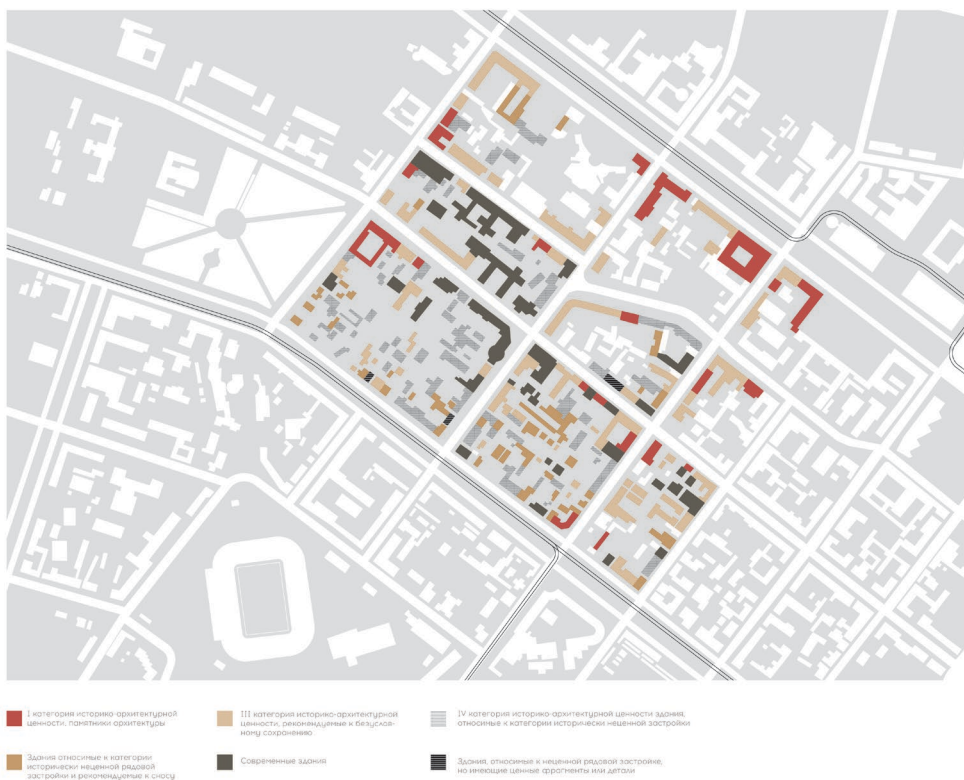 I категория историко-архитектурной
ценности, памятники архитектуры
III категория историко-архитектурной
ценности, рекомендуемые к безуслов-
ному сохранению
IV категория историко-архитектурной ценности здания,
относимые к категории исторически неценной застройки
Здания относимые к категории
исторически неценной рядовой
застройки и рекомендуемые к сносу
Современные здания
Здания, относимые к неценной рядовой застройке,
но имеющие ценные фрагменты или детали